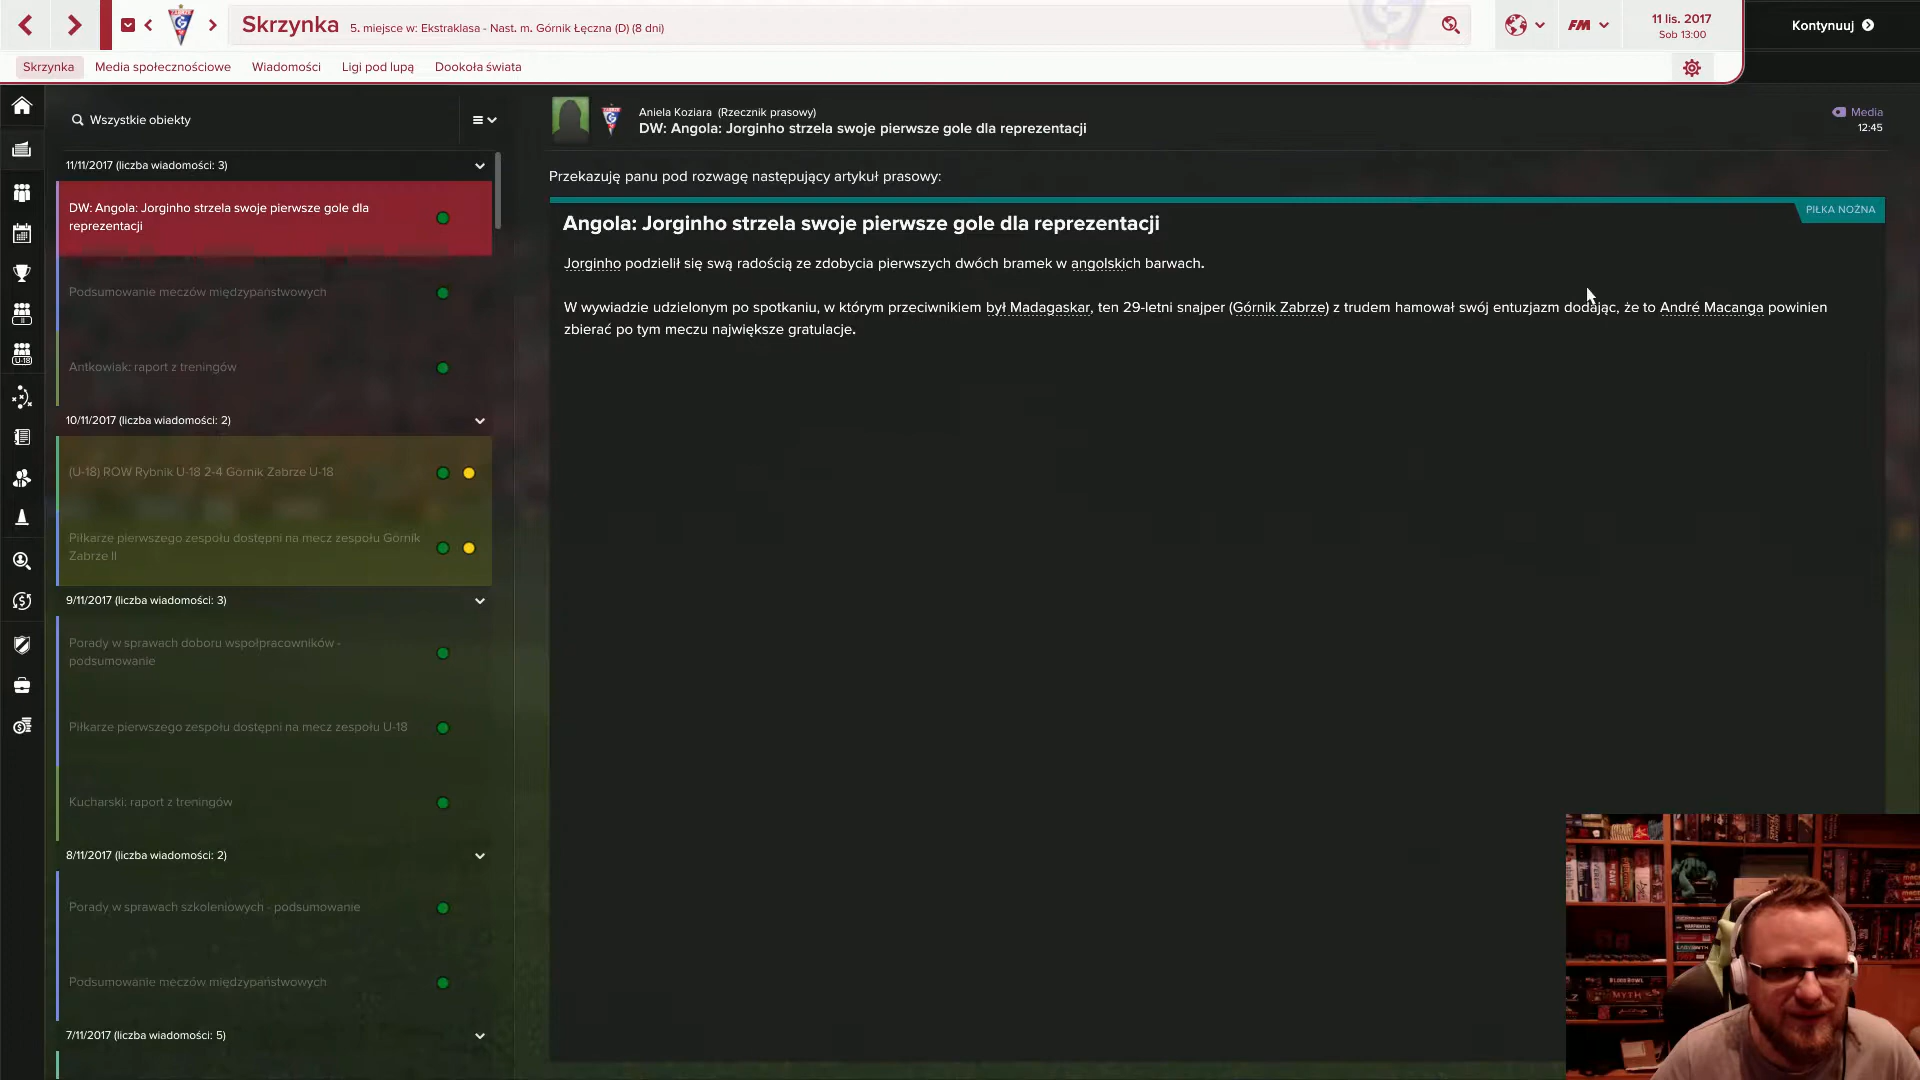 Skrzynka 5. miejsce w: Ekstraklasa - Nast. m. Górnik Łęczna (D) (8 dni)
FM
11 lis. 2017
Sob 13:00
Kontynuuj
Skrzynka Media społecznościowe Wiadomości Ligi pod lupą Dookoła świata
Wszystkie obiekty
11/11/2017 (liczba wiadomości: 3)
DW: Angola: Jorginho strzela swoje pierwsze gole dla
reprezentacji
Podsumowanie meczów międzypaństwowych
Antkowiak: raport z treningów
10/11/2017 (liczba wiadomości: 2)
(U-18) ROW Rybnik U-18 2-4 Górnik Zabrze U-18
Piłkarze pierwszego zespołu dostępni na mecz zespołu Górnik
Zabrze II
9/11/2017 (liczba wiadomości: 3)
Porady w sprawach doboru współpracowników -
podsumowanie
Piłkarze pierwszego zespołu dostępni na mecz zespołu U-18
Kucharski: raport z treningów
8/11/2017 (liczba wiadomości: 2)
Porady w sprawach szkoleniowych - podsumowanie
Podsumowanie meczów międzypaństwowych
7/11/2017 (liczba wiadomości: 5)
Aniela Koziara (Rzecznik prasowy)
DW: Angola: Jorginho strzela swoje pierwsze gole dla reprezentacji
Media
12:45
Przekazuję panu pod rozwagę następujący artykuł prasowy:
PIŁKA NOŻNA
Angola: Jorginho strzela swoje pierwsze gole dla reprezentacji
Jorginho podzielił się swą radością ze zdobycia pierwszych dwóch bramek w angolskich barwach.
W wywiadzie udzielonym po spotkaniu, w którym przeciwnikiem był Madagaskar, ten 29-letni snajper (Górnik Zabrze) z trudem hamował swój entuzjazm dodając, że to André Macanga powinien
zbierać po tym meczu największe gratulacje.
U-18
MYTH